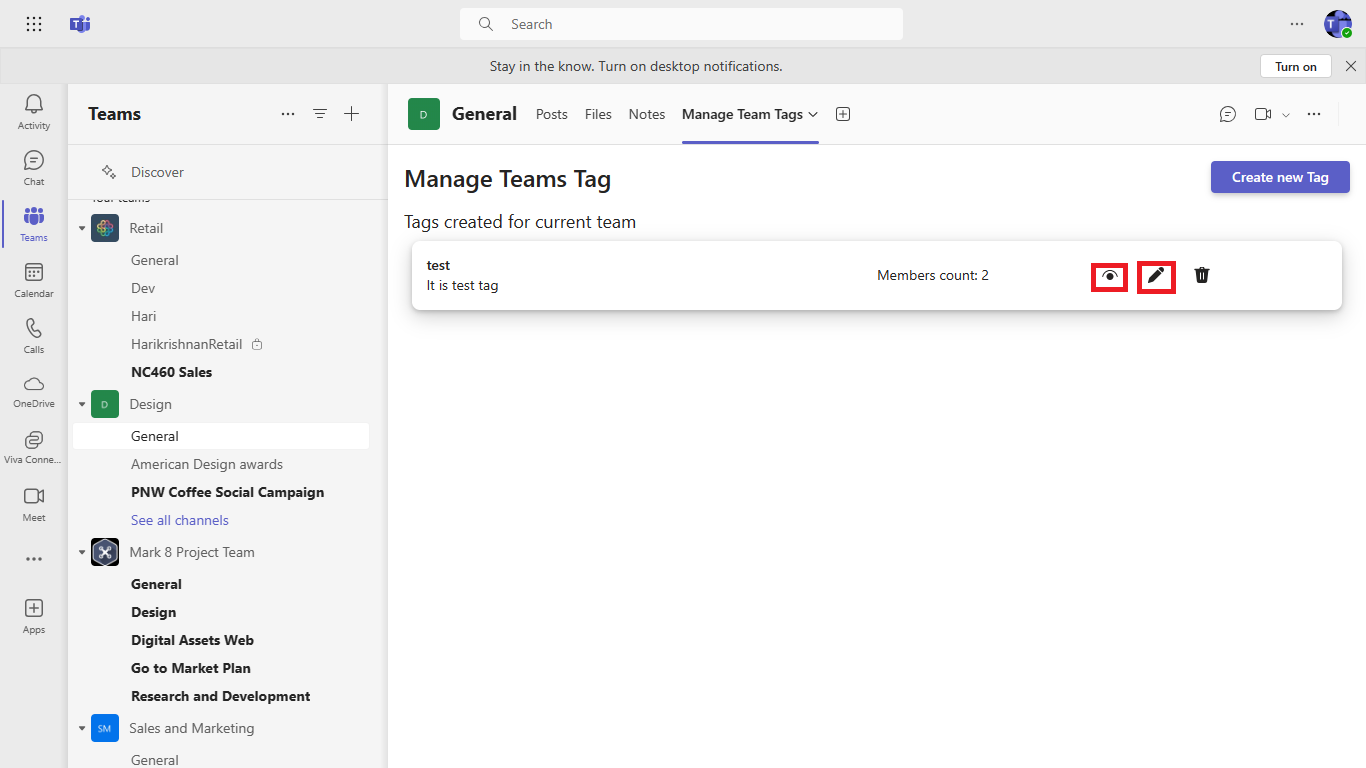 Search
Stay in the know. Turn on desktop notifications.
Turn on
Activity
Chat
Teams
Calendar
Calls
OneDrive
Viva Conne...
Meet
Apps
Teams
Discover
Your teams
Retail
General
Dev
Hari
HarikrishnanRetail
NC460 Sales
D
Design
General
American Design awards
PNW Coffee Social Campaign
See all channels
Mark 8 Project Team
General
Design
Digital Assets Web
Go to Market Plan
Research and Development
SM
Sales and Marketing
General
D
General
Posts
Files
Notes
Manage Team Tags
Manage Teams Tag
Create new Tag
Tags created for current team
test
It is test tag
Members count: 2